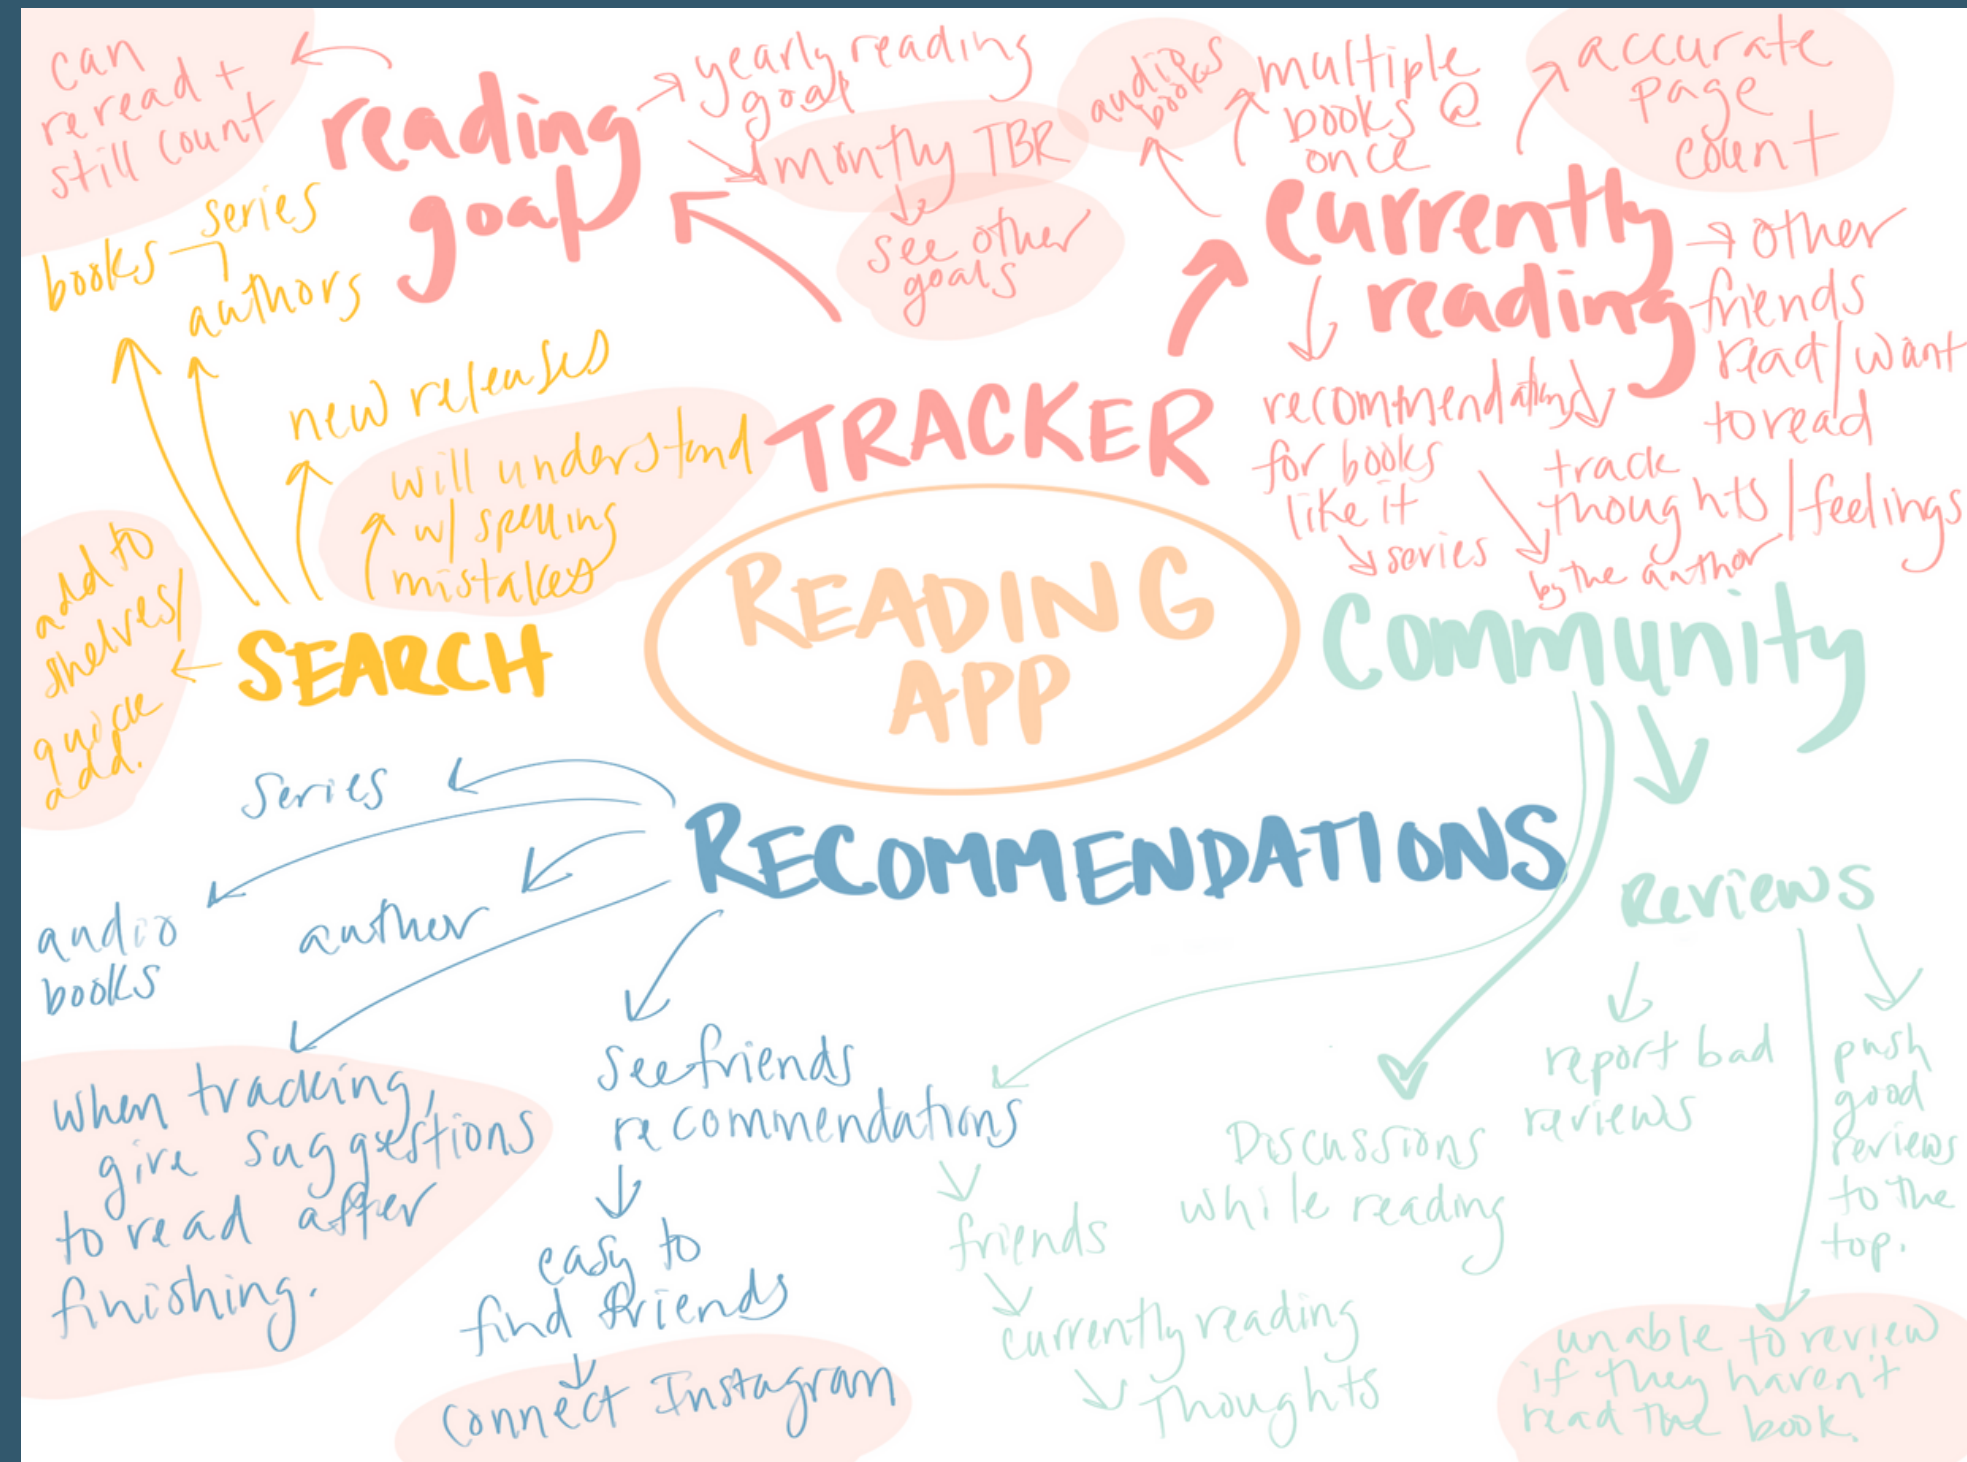 can
reread +
still count
reading
goal
yearly reading
goal
montly TBR
see other
goals
audio
books
multiple
books @
once
accurate
page
count
currently
reading
other
friends
read/want
to read
recommendations
for books
like it
series
by the author
track
thoughts/feelings
TRACKER
books
series
authors
new releases
will understand
w/ spelling
mistakes
add to
shelves/
quick
add.
SEARCH
READING
APP
Community
RECOMMENDATIONS
series
audio
books
author
when tracking,
give suggestions
to read after
finishing.
see friends
recommendations
easy to
find friends
connect Instagram
friends
currently reading
thoughts
Discussions
while reading
Reviews
report bad
reviews
push
good
reviews
to the
top.
unable to review
if they haven't
read the book.